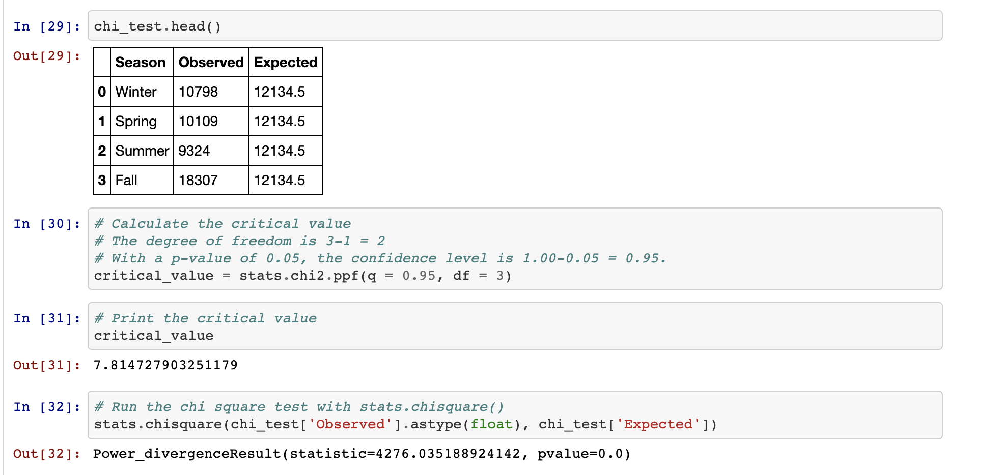 In [29]: chi_test.head()
Out[29]:
Season Observed Expected
0 Winter 10798 12134.5
1 Spring 10109 12134.5
2 Summer 9324 12134.5
3 Fall 18307 12134.5
In [30]: # Calculate the critical value
# The degree of freedom is 3-1 = 2
# With a p-value of 0.05, the confidence level is 1.00-0.05 = 0.95.
critical_value = stats.chi2.ppf(q = 0.95, df = 3)
In [31]: # Print the critical value
critical_value
Out[31]: 7.814727903251179
In [32]: # Run the chi square test with stats.chisquare()
stats.chisquare(chi_test['Observed'].astype(float), chi_test['Expected'])
Out[32]: Power_divergenceResult(statistic=4276.035188924142, pvalue=0.0)